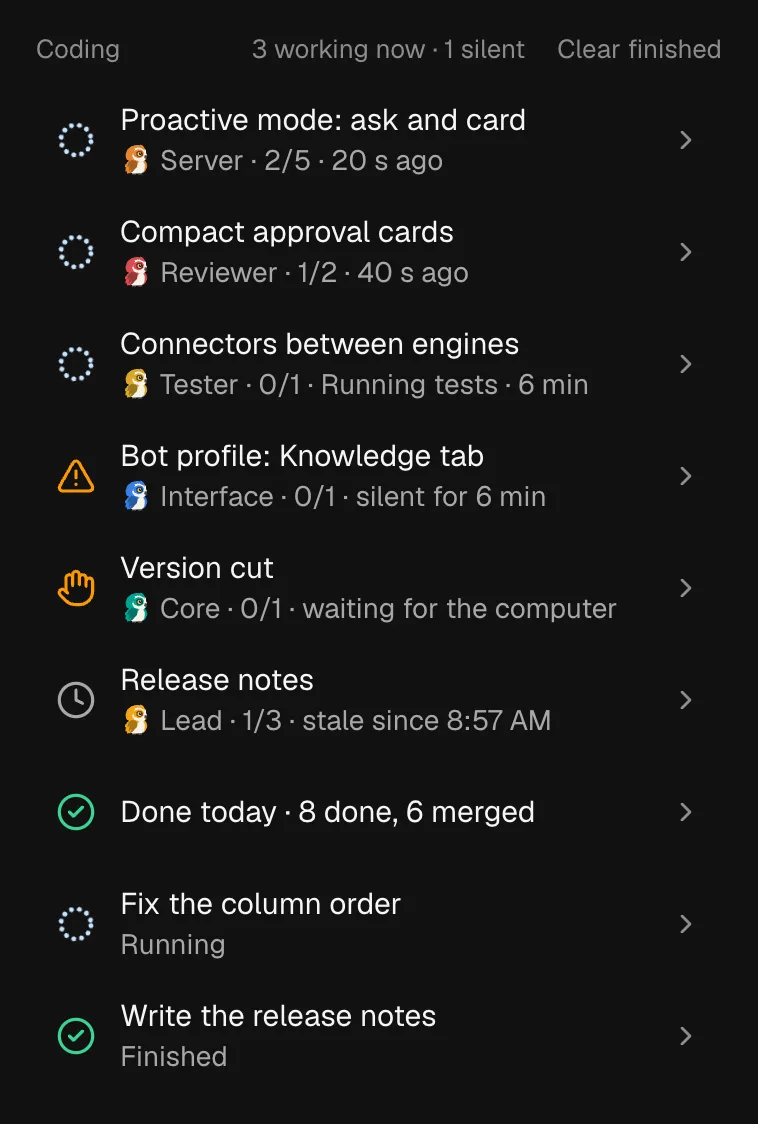 Coding 3 working now · 1 silent Clear finished
Proactive mode: ask and card
Server · 2/5 · 20 s ago
Compact approval cards
Reviewer · 1/2 · 40 s ago
Connectors between engines
Tester · 0/1 · Running tests · 6 min
Bot profile: Knowledge tab
Interface · 0/1 · silent for 6 min
Version cut
Core · 0/1 · waiting for the computer
Release notes
Lead · 1/3 · stale since 8:57 AM
Done today · 8 done, 6 merged
Fix the column order
Running
Write the release notes
Finished